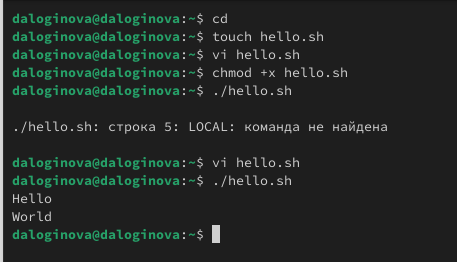 daloginova@daloginova:~$ cd
daloginova@daloginova:~$ touch hello.sh
daloginova@daloginova:~$ vi hello.sh
daloginova@daloginova:~$ chmod +x hello.sh
daloginova@daloginova:~$ ./hello.sh
./hello.sh: строка 5: LOCAL: команда не найдена
daloginova@daloginova:~$ vi hello.sh
daloginova@daloginova:~$ ./hello.sh
Hello
World
daloginova@daloginova:~$